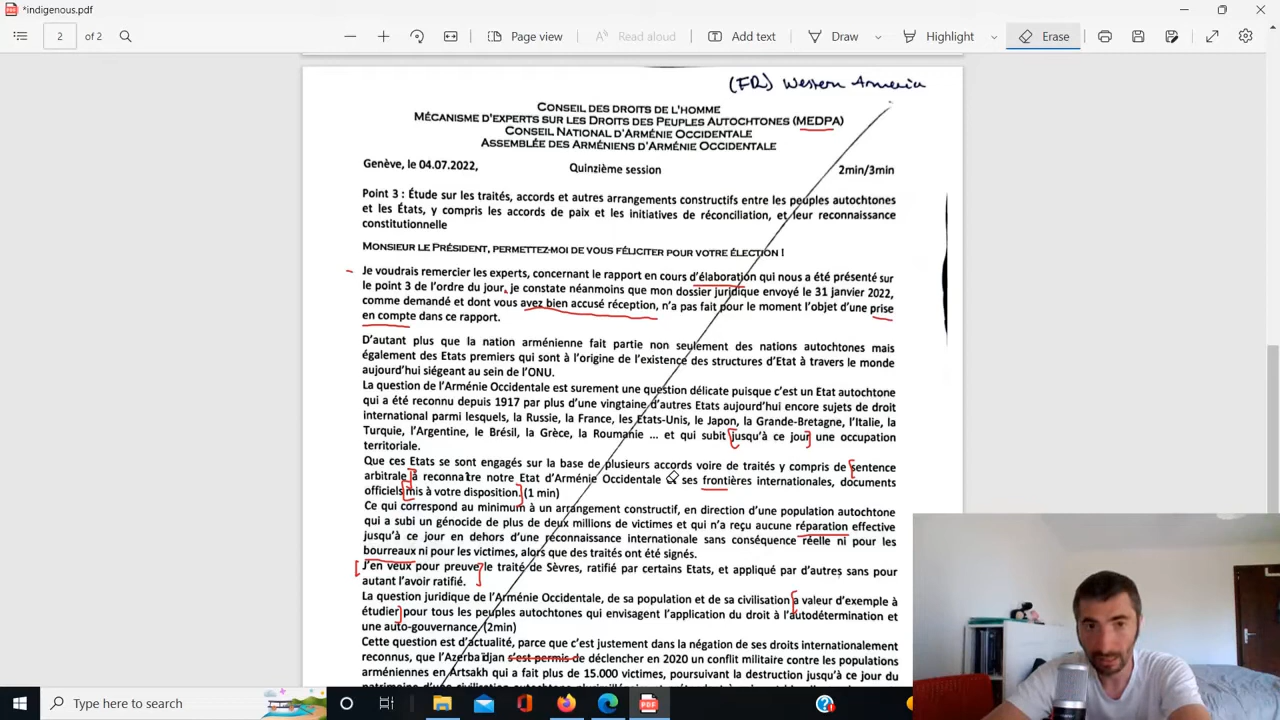 *indigenous.pdf
2 of 2
Page view
Read aloud
Add text
Draw
Highlight
Erase
(FR) Western Armenia
CONSEIL DES DROITS DE L'HOMME
MÉCANISME D'EXPERTS SUR LES DROITS DES PEUPLES AUTOCHTONES (MEDPA)
CONSEIL NATIONAL D'ARMÉNIE OCCIDENTALE
ASSEMBLÉE DES ARMÉNIENS D'ARMÉNIE OCCIDENTALE
Genève, le 04.07.2022, Quinzième session 2min/3min
Point 3 : Étude sur les traités, accords et autres arrangements constructifs entre les peuples autochtones
et les États, y compris les accords de paix et les initiatives de réconciliation, et leur reconnaissance
constitutionnelle
MONSIEUR LE PRÉSIDENT, PERMETTEZ-MOI DE VOUS FÉLICITER POUR VOTRE ÉLECTION !
Je voudrais remercier les experts, concernant le rapport en cours d'élaboration qui nous a été présenté sur
le point 3 de l'ordre du jour, je constate néanmoins que mon dossier juridique envoyé le 31 janvier 2022,
comme demandé et dont vous avez bien accusé réception, n'a pas fait pour le moment l'objet d'une prise
en compte dans ce rapport.
D'autant plus que la nation arménienne fait partie non seulement des nations autochtones mais
également des Etats premiers qui sont à l'origine de l'existence des structures d'Etat à travers le monde
aujourd'hui siégeant au sein de l'ONU.
La question de l'Arménie Occidentale est surement une question délicate puisque c'est un Etat autochtone
qui a été reconnu depuis 1917 par plus d'une vingtaine d'autres Etats aujourd'hui encore sujets de droit
international parmi lesquels, la Russie, la France, les Etats-Unis, le Japon, la Grande-Bretagne, l'Italie, la
Turquie, l'Argentine, le Brésil, la Grèce, la Roumanie ... et qui subit jusqu'à ce jour une occupation
territoriale.
Que ces Etats se sont engagés sur la base de plusieurs accords voire de traités y compris de sentence
arbitrale à reconnaître notre Etat d'Arménie Occidentale ses frontières internationales, documents
officiels mis à votre disposition. (1 min)
Ce qui correspond au minimum à un arrangement constructif, en direction d'une population autochtone
qui a subi un génocide de plus de deux millions de victimes et qui n'a reçu aucune réparation effective
jusqu'à ce jour en dehors d'une reconnaissance internationale sans conséquence réelle ni pour les
bourreaux ni pour les victimes, alors que des traités ont été signés.
J'en veux pour preuve le traité de Sèvres, ratifié par certains Etats, et appliqué par d'autres sans pour
autant l'avoir ratifié.
La question juridique de l'Arménie Occidentale, de sa population et de sa civilisation a valeur d'exemple à
étudier pour tous les peuples autochtones qui envisagent l'application du droit à l'autodétermination et
une auto-gouvernance (2min)
Cette question est d'actualité, parce que c'est justement dans la négation de ses droits internationalement
reconnus, que l'Azerbaïdjan s'est permis de déclencher en 2020 un conflit militaire contre les populations
arméniennes en Artsakh qui a fait plus de 15.000 victimes, poursuivant la destruction jusqu'à ce jour du
Type here to search